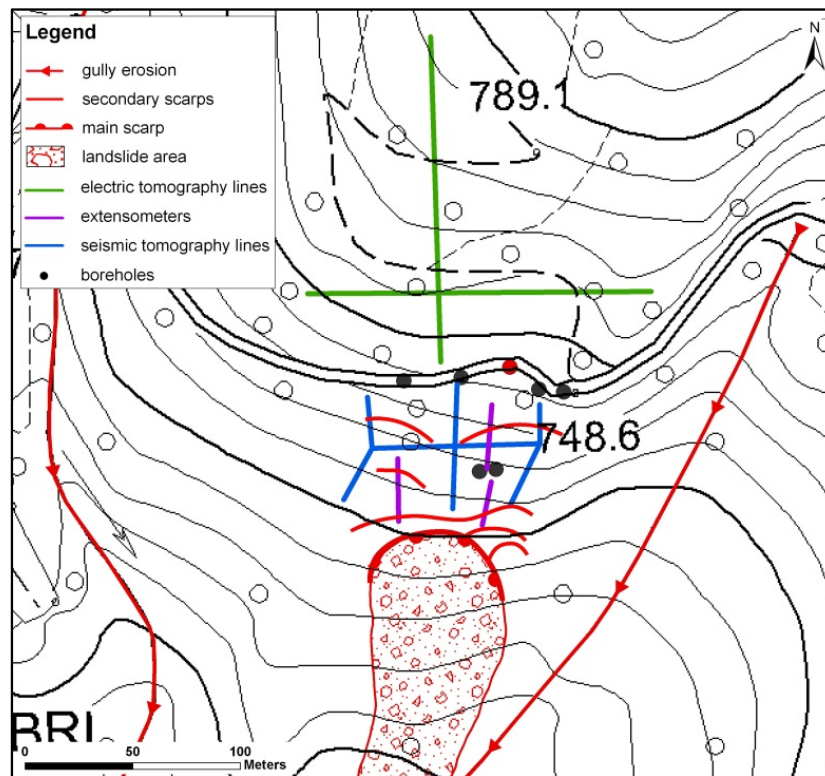 Legend
gully erosion
secondary scarps
main scarp
landslide area
electric tomography lines
extensometers
seismic tomography lines
boreholes
N
789.1
748.6
BRI
0 50 100
Meters